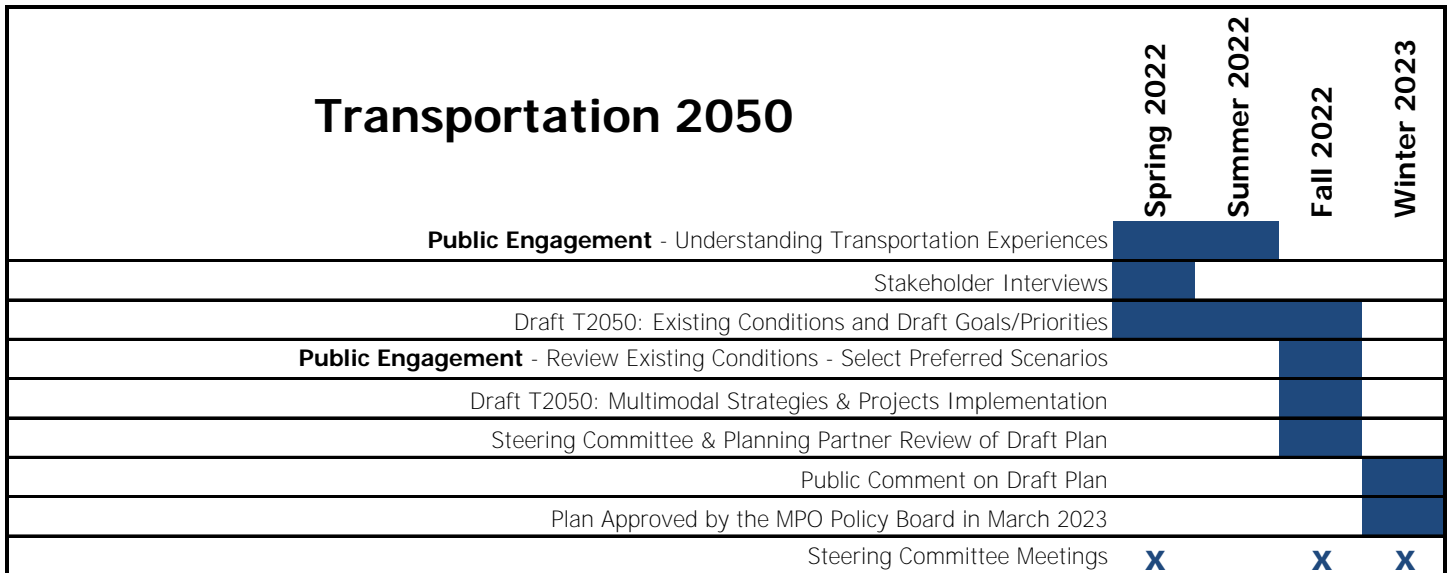 Transportation 2050
Spring 2022
Summer 2022
Fall 2022
Winter 2023
Public Engagement - Understanding Transportation Experiences
Stakeholder Interviews
Draft T2050: Existing Conditions and Draft Goals/Priorities
Public Engagement - Review Existing Conditions - Select Preferred Scenarios
Draft T2050: Multimodal Strategies & Projects Implementation
Steering Committee & Planning Partner Review of Draft Plan
Public Comment on Draft Plan
Plan Approved by the MPO Policy Board in March 2023
Steering Committee Meetings x x x